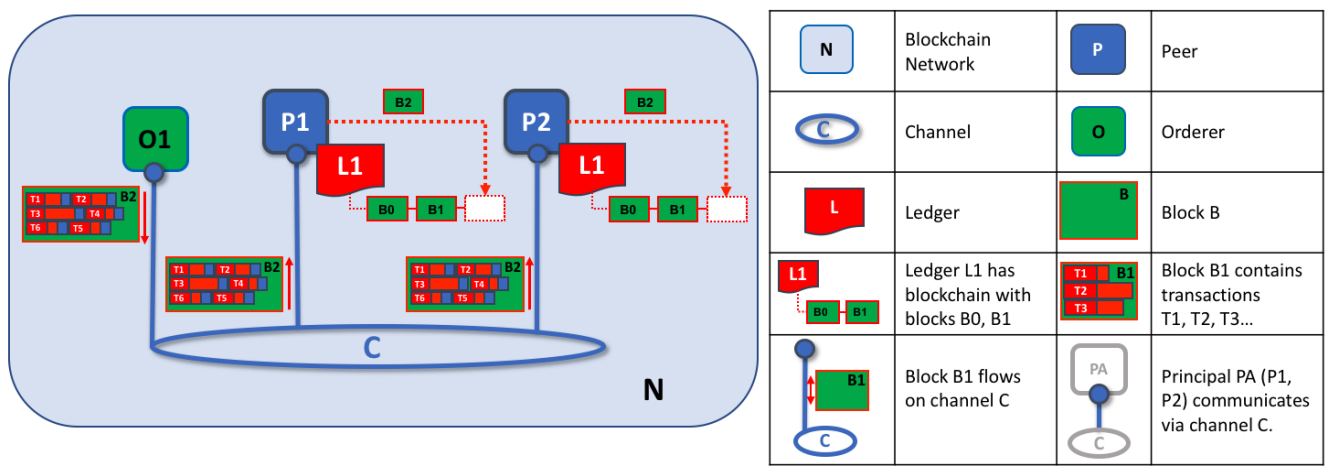 B2
B2
O1
P1
P2
L1
L1
T1 T2 B2
T3 T4
T6 T5
B0 B1
B0 B1
T1 T2 B2
T3 T4
T6 T5
T1 T2 B2
T3 T4
T6 T5
C
N
N
Blockchain
Network
P
Peer
C
Channel
O
Orderer
L
Ledger
B
Block B
L1
B0 B1
Ledger L1 has
blockchain with
blocks B0, B1
T1 B1
T2
T3
Block B1 contains
transactions
T1, T2, T3...
B1
C
Block B1 flows
on channel C
PA
C
Principal PA (P1,
P2) communicates
via channel C.